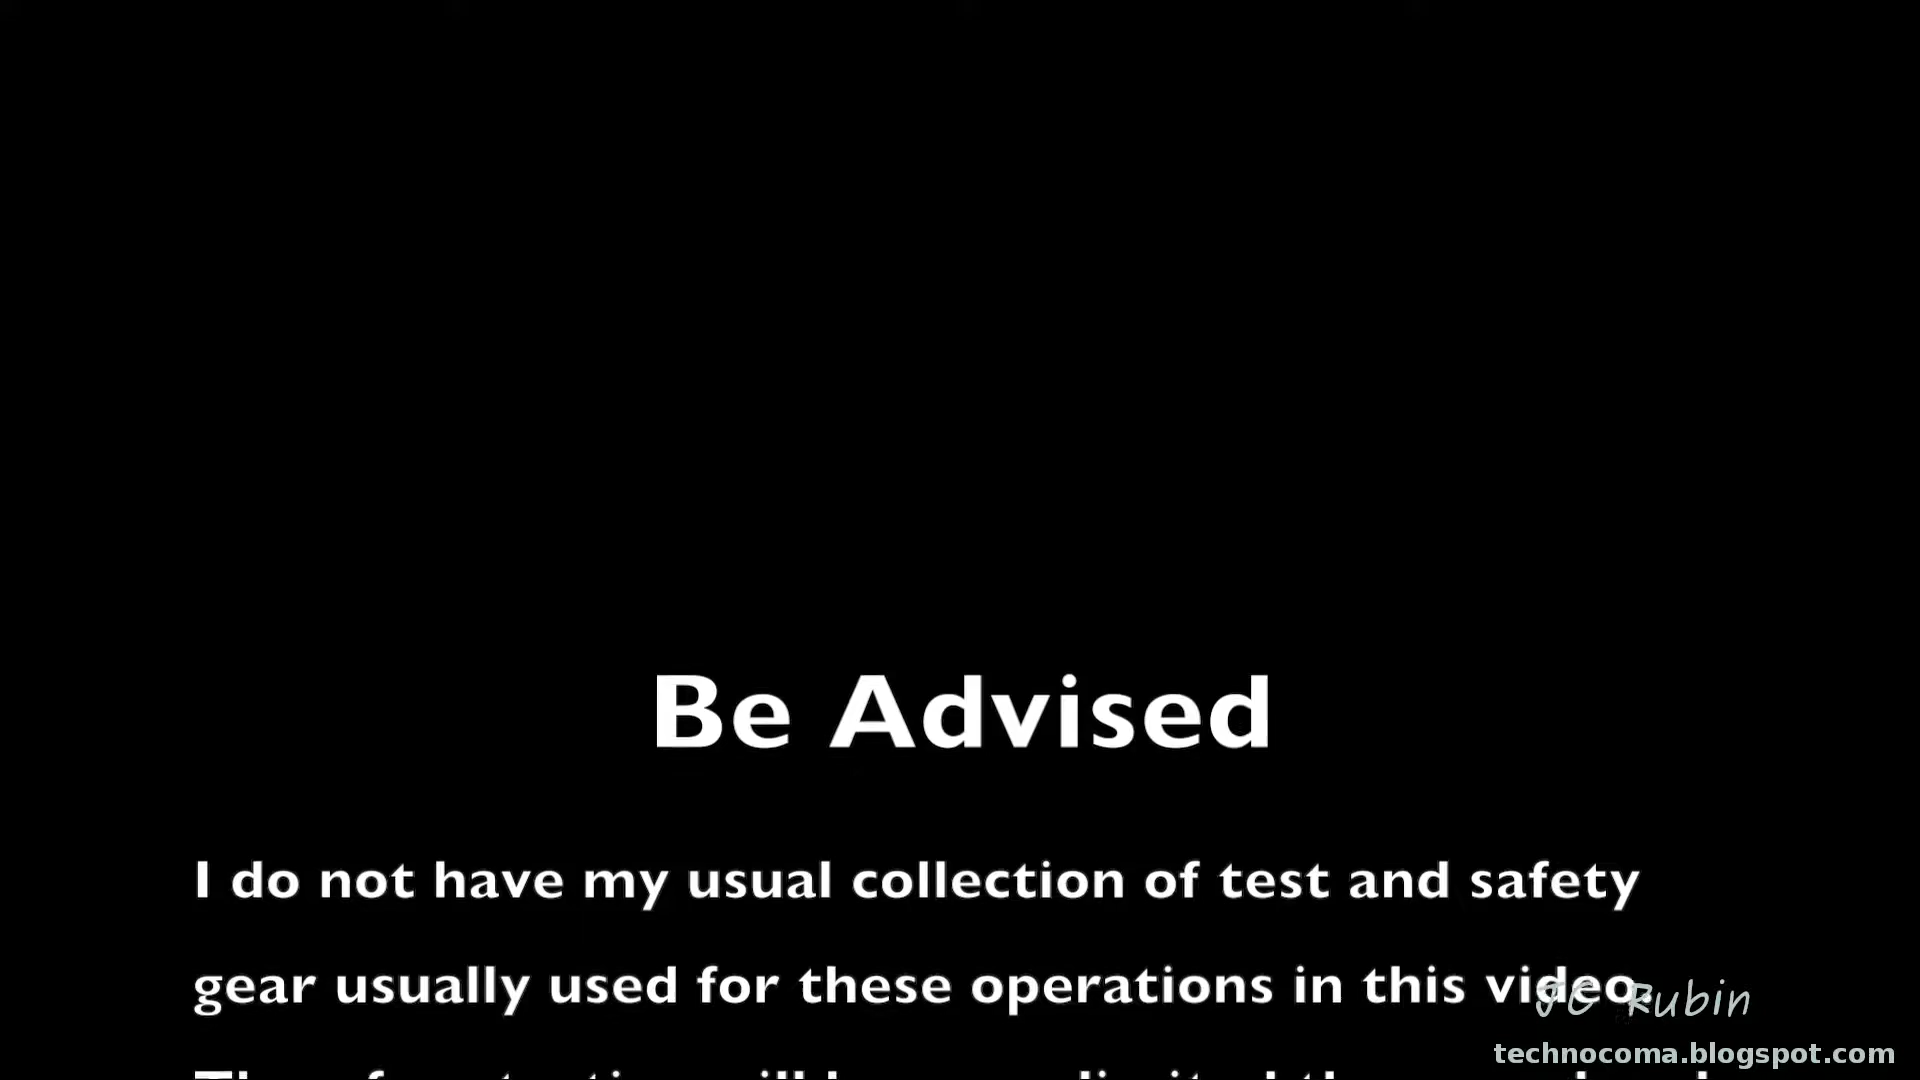 Be Advised
I do not have my usual collection of test and safety
gear usually used for these operations in this video.
JG Rubin
technocoma.blogspot.com